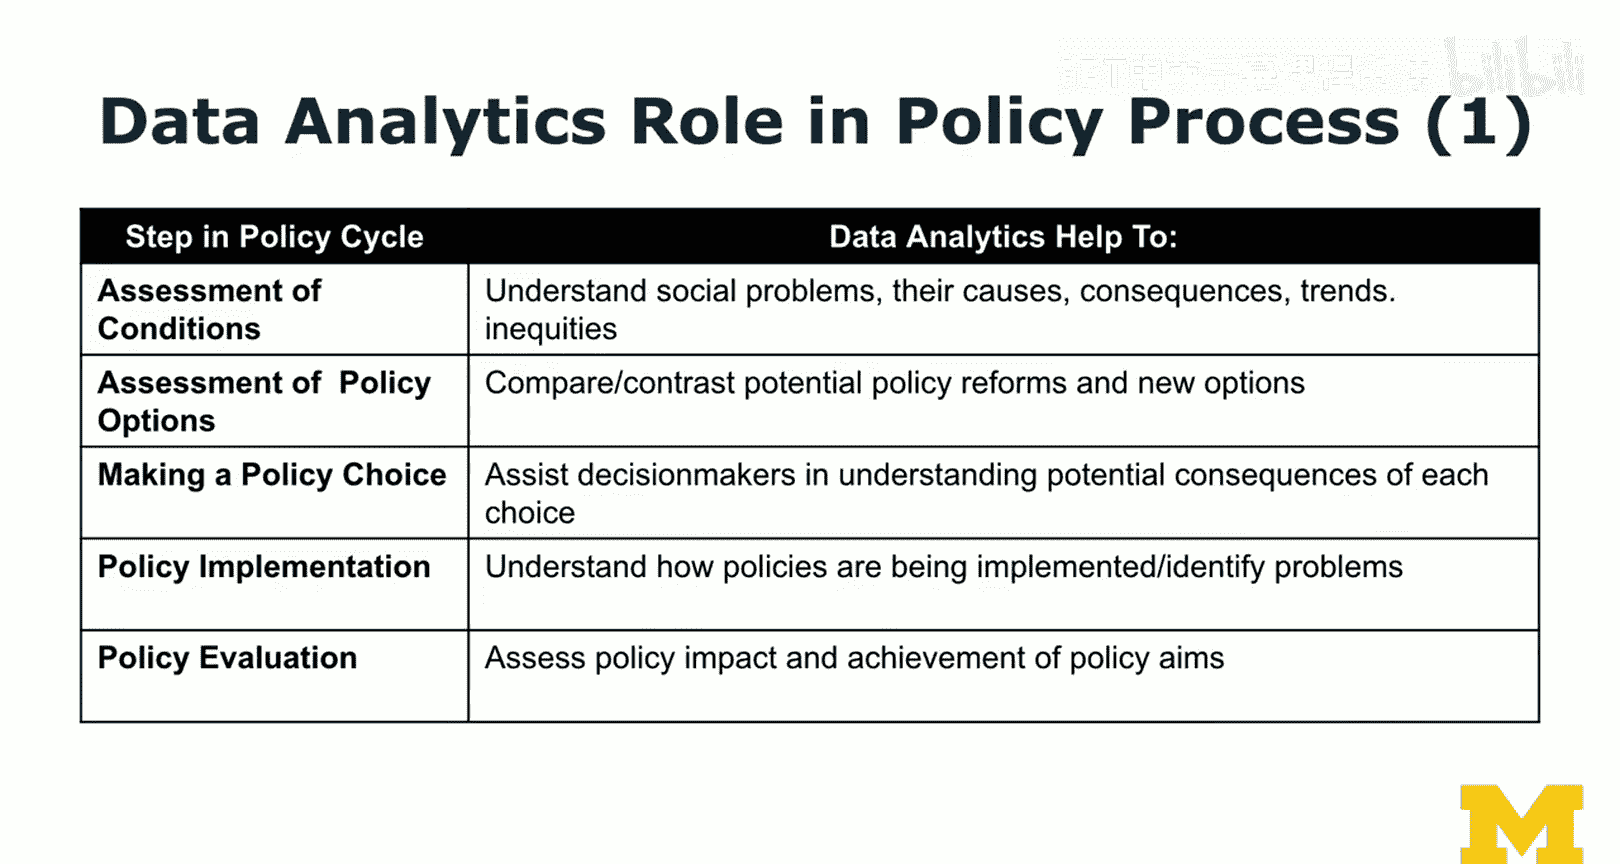 bilibili
Data Analytics Role in Policy Process (1)
Step in Policy Cycle
Data Analytics Help To:
Assessment of
Conditions
Understand social problems, their causes, consequences, trends.
inequities
Assessment of  Policy
Options
Compare/contrast potential policy reforms and new options
Making a Policy Choice
Assist decisionmakers in understanding potential consequences of each
choice
Policy Implementation
Understand how policies are being implemented/identify problems
Policy Evaluation
Assess policy impact and achievement of policy aims
M